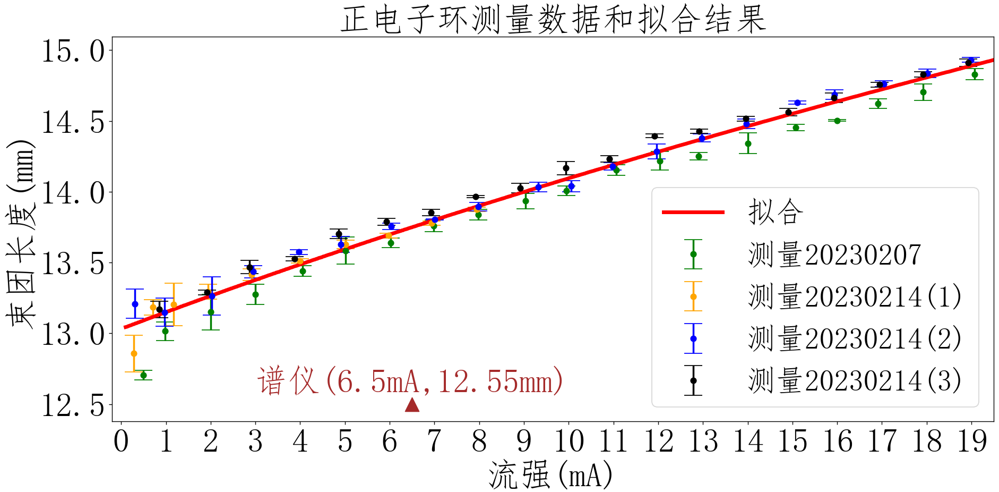 正电子环测量数据和拟合结果
15.0
14.5
14.0
13.5
13.0
12.5
束团长度(mm)
拟合
测量20230207
测量20230214(1)
测量20230214(2)
测量20230214(3)
谱仪(6.5mA,12.55mm)
0 1 2 3 4 5 6 7 8 9 10 11 12 13 14 15 16 17 18 19
流强(mA)